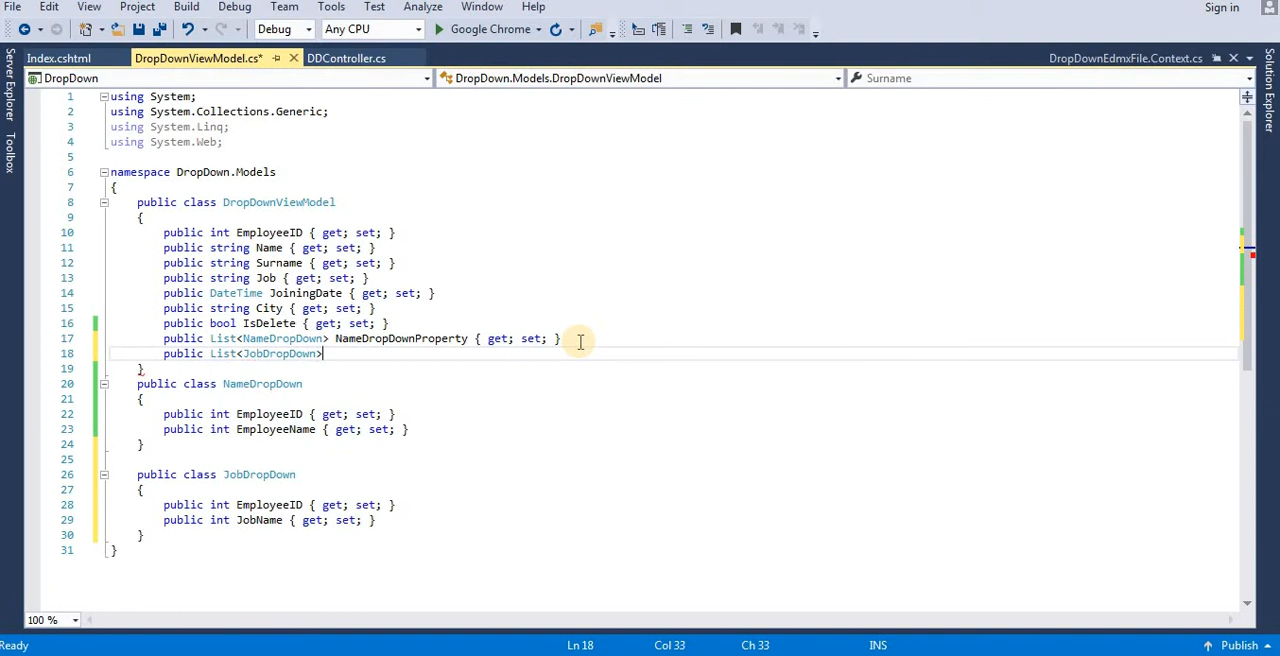 File Edit View Project Build Debug Team Tools Test Analyze Window Help Sign in
Debug Any CPU Google Chrome
Index.cshtml DropDownViewModel.cs* DDController.cs DropDownEdmxFile.Context.cs
DropDown DropDown.Models.DropDownViewModel Surname
Server Explorer
Toolbox
Solution Explorer
1 using System;
2 using System.Collections.Generic;
3 using System.Linq;
4 using System.Web;
5
6 namespace DropDown.Models
7 {
8 public class DropDownViewModel
9 {
10 public int EmployeeID { get; set; }
11 public string Name { get; set; }
12 public string Surname { get; set; }
13 public string Job { get; set; }
14 public DateTime JoiningDate { get; set; }
15 public string City { get; set; }
16 public bool IsDelete { get; set; }
17 public List<NameDropDown> NameDropDownProperty { get; set; }
18 public List<JobDropDown>
19 }
20 public class NameDropDown
21 {
22 public int EmployeeID { get; set; }
23 public int EmployeeName { get; set; }
24 }
25
26 public class JobDropDown
27 {
28 public int EmployeeID { get; set; }
29 public int JobName { get; set; }
30 }
31 }
100 %
Ready Ln 18 Col 33 Ch 33 INS Publish